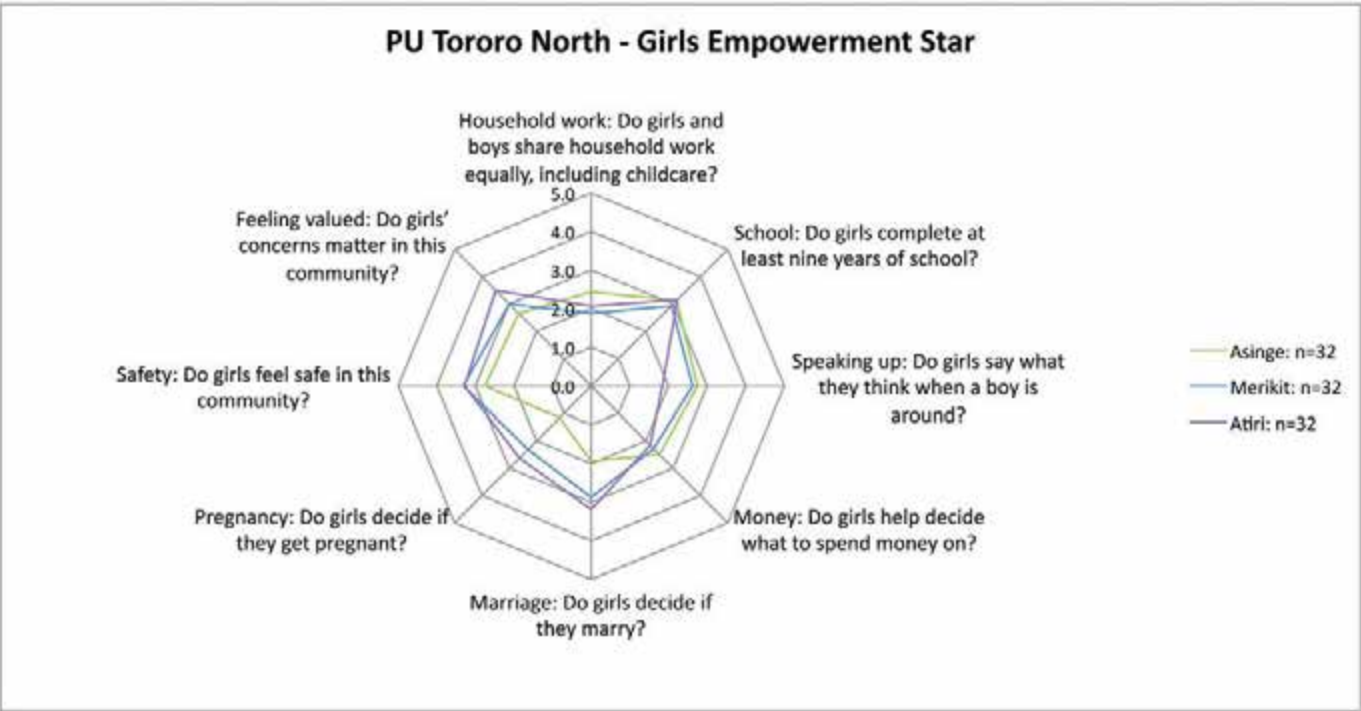 PU Tororo North - Girls Empowerment Star
Household work: Do girls and
boys share household work
equally, including childcare?
School: Do girls complete at
least nine years of school?
Speaking up: Do girls say what
they think when a boy is
around?
Money: Do girls help decide
what to spend money on?
Marriage: Do girls decide if
they marry?
Pregnancy: Do girls decide if
they get pregnant?
Safety: Do girls feel safe in this
community?
Feeling valued: Do girls'
concerns matter in this
community?
5.0
4.0
3.0
2.0
1.0
0.0
Asinge: n=32
Merikit: n=32
Atiri: n=32